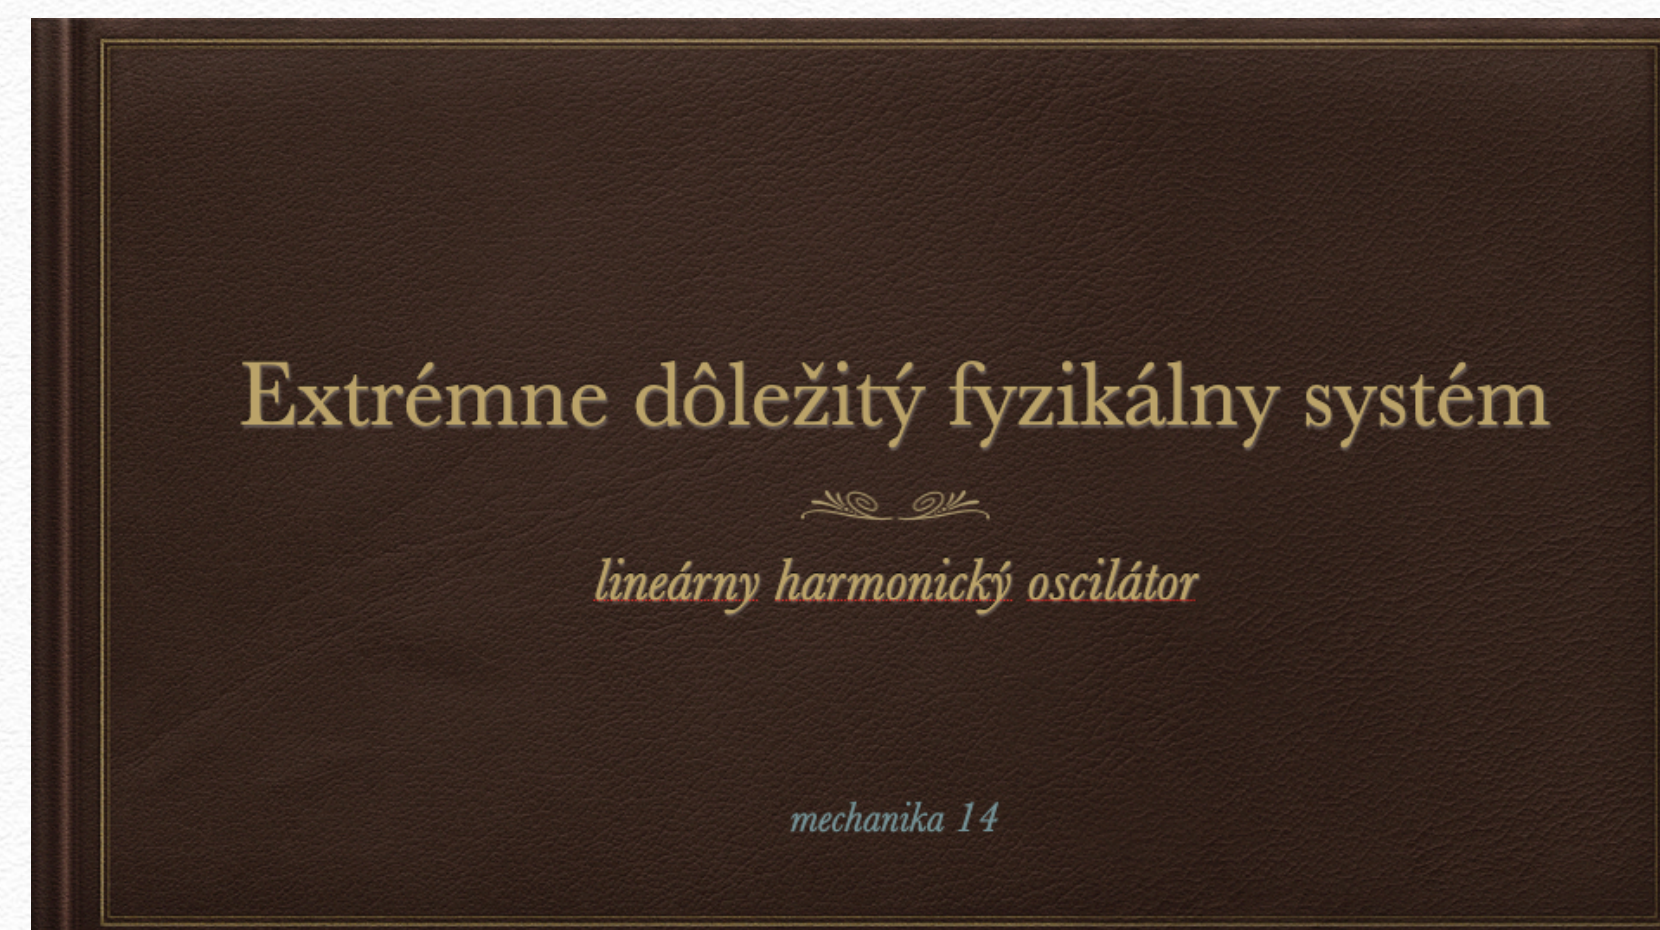 Extrémne dôležitý fyzikálny systém
lineárny harmonický oscilátor
mechanika 14